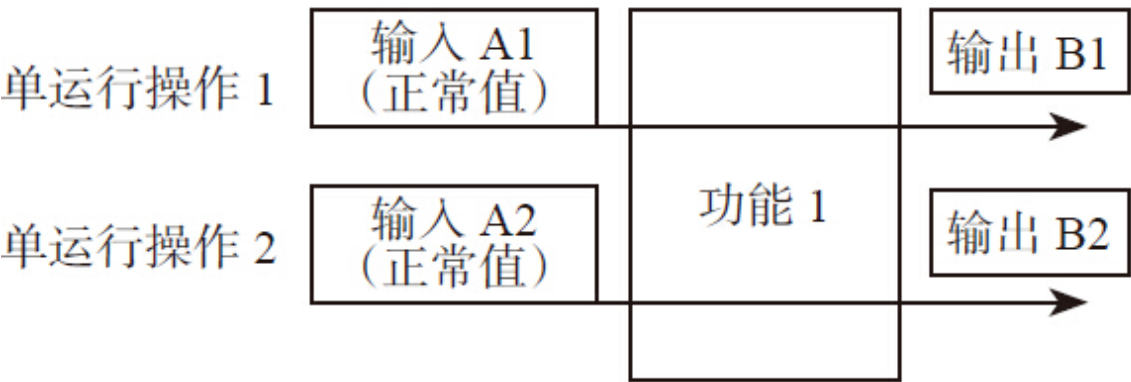 单运行操作 1
输入 A1
（正常值）
输出 B1
功能 1
单运行操作 2
输入 A2
（正常值）
输出 B2